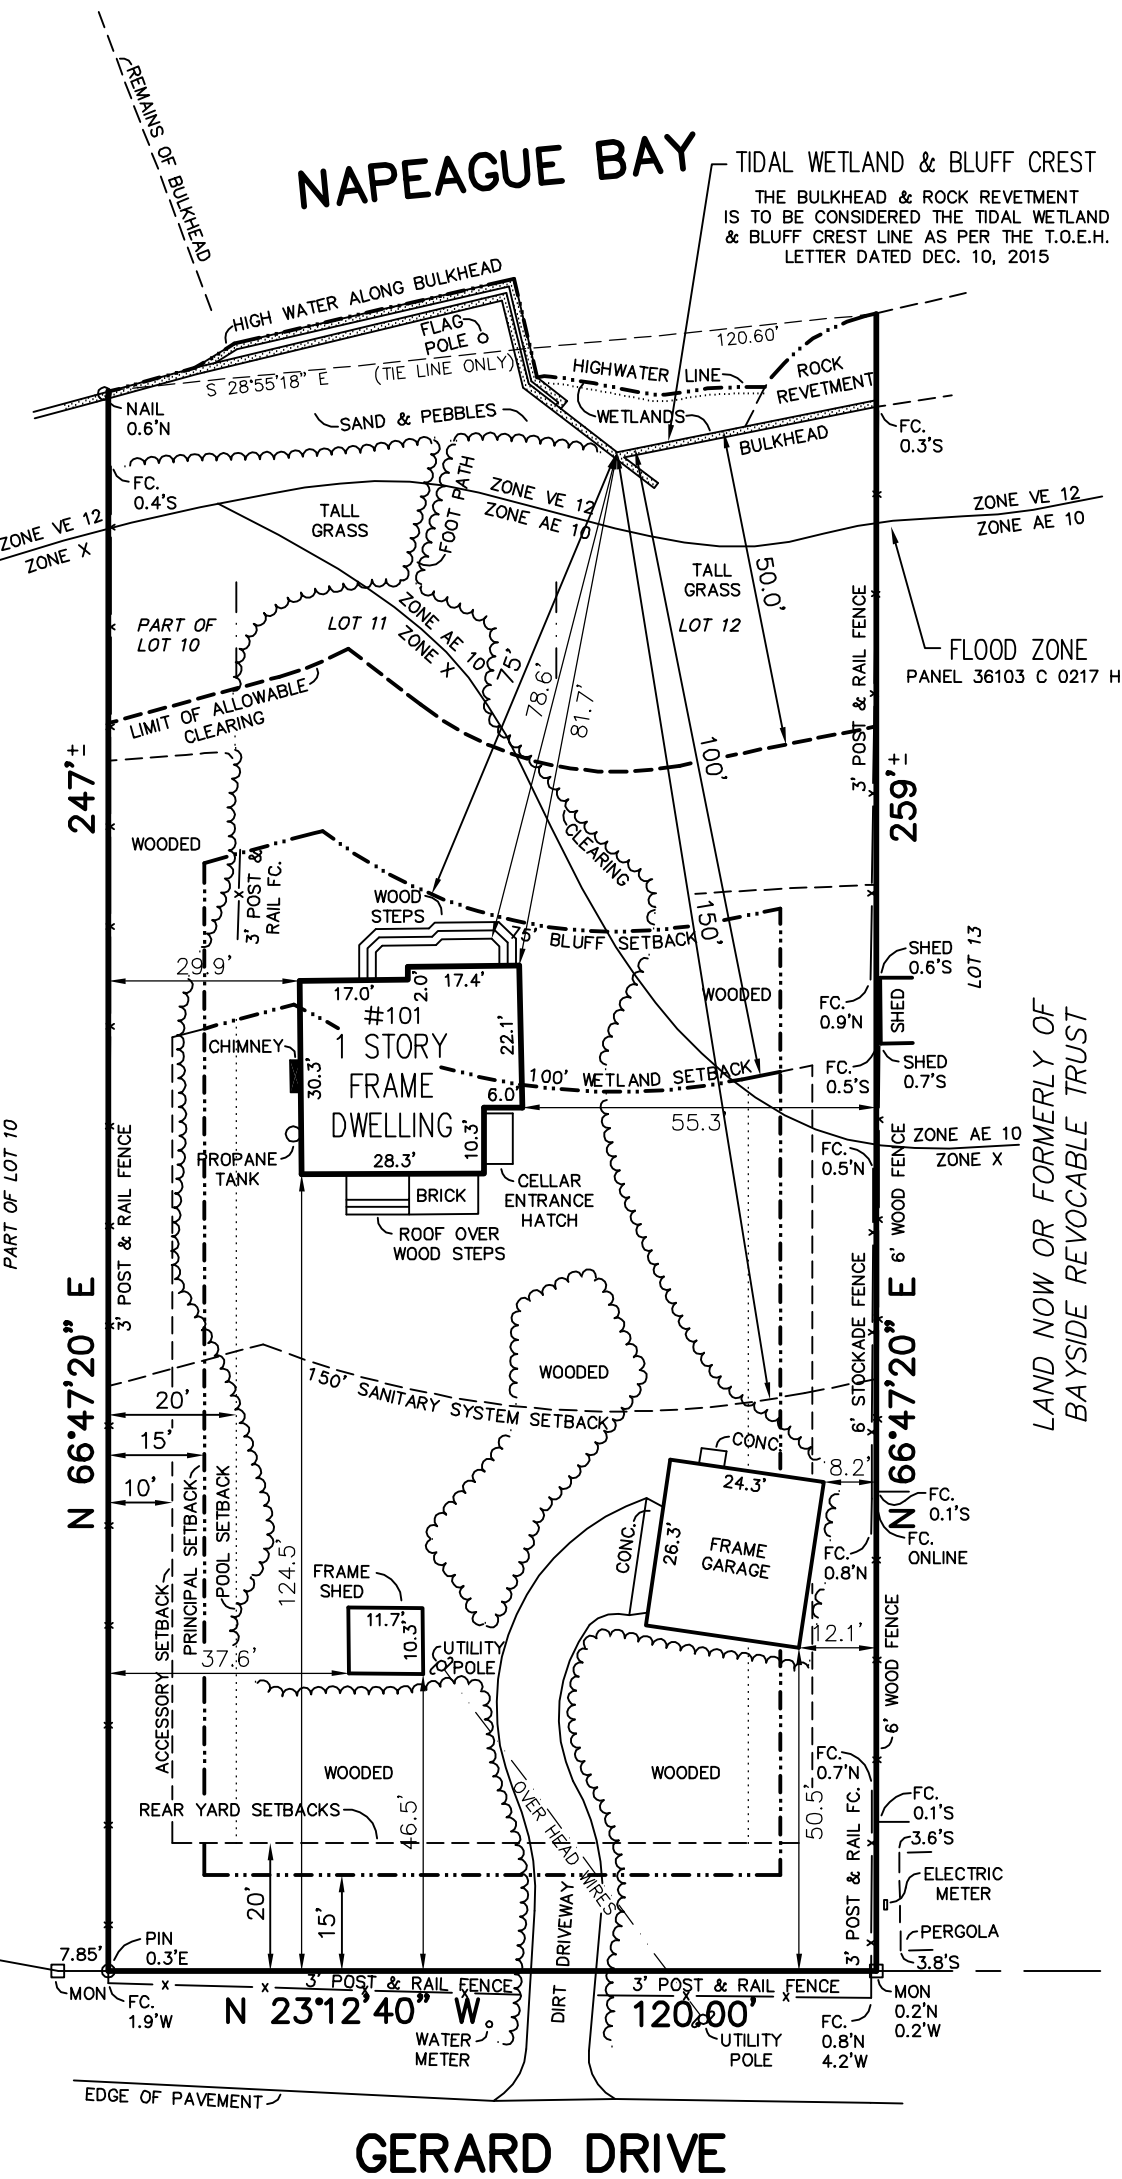 REMAINS OF BULKHEAD
NAPEAGUE BAY
TIDAL WETLAND & BLUFF CREST
THE BULKHEAD & ROCK REVETMENT
IS TO BE CONSIDERED THE TIDAL WETLAND
& BLUFF CREST LINE AS PER THE T.O.E.H.
LETTER DATED DEC. 10, 2015
HIGH WATER ALONG BULKHEAD
FLAG
POLE
120.60'
S 28°55'18" E
(TIE LINE ONLY)
HIGHWATER LINE
ROCK
REVETMENT
NAIL
0.6'N
SAND & PEBBLES
WETLANDS
BULKHEAD
FC.
0.3'S
FC.
0.4'S
FOOT PATH
ZONE VE 12
ZONE AE 10
ZONE VE 12
ZONE AE 10
ZONE VE 12
ZONE X
TALL
GRASS
TALL
GRASS
50.0'
PART OF
LOT 10
LOT 11
LOT 12
ZONE AE 10
ZONE X
75'
78.6'
81.7'
3' POST & RAIL FENCE
FLOOD ZONE
PANEL 36103 C 0217 H
LIMIT OF ALLOWABLE
CLEARING
100'
247'±
259'±
WOODED
CLEARING
3' POST &
RAIL FC.
WOOD
STEPS
75'
BLUFF SETBACK
150'
SHED
0.6'S
LOT 13
29.9'
17.0'
2.0'
17.4'
WOODED
FC.
0.9'N
SHED
#101
1 STORY
FRAME
DWELLING
22.1'
CHIMNEY
30.3'
100' WETLAND SETBACK
FC.
0.5'S
SHED
0.7'S
6.0'
55.3'
10.3'
28.3'
PROPANE
TANK
BRICK
CELLAR
ENTRANCE
HATCH
ROOF OVER
WOOD STEPS
ZONE AE 10
ZONE X
FC.
0.5'N
6' WOOD FENCE
LAND NOW OR FORMERLY OF
BAYSIDE REVOCABLE TRUST
PART OF LOT 10
3' POST & RAIL FENCE
N 66°47'20" E
N 66°47'20" E
6' STOCKADE FENCE
WOODED
150' SANITARY SYSTEM SETBACK
20'
15'
10'
CONC.
24.3'
8.2'
CONC.
26.3'
FRAME
GARAGE
FC.
0.1'S
FC.
ONLINE
FC.
0.8'N
ACCESSORY SETBACK
PRINCIPAL SETBACK
POOL SETBACK
124.5'
FRAME
SHED
11.7'
10.3'
37.6'
UTILITY
POLE
12.1'
6' WOOD FENCE
WOODED
WOODED
FC.
0.7'N
REAR YARD SETBACKS
46.5'
OVER HEAD WIRES
50.5'
3' POST & RAIL FC.
FC.
0.1'S
3.6'S
ELECTRIC
METER
PERGOLA
3.8'S
20'
15'
DIRT DRIVEWAY
7.85'
PIN
0.3'E
MON
FC.
1.9'W
3' POST & RAIL FENCE
3' POST & RAIL FENCE
N 23°12'40" W
120.00'
WATER
METER
UTILITY
POLE
FC.
0.8'N
4.2'W
MON
0.2'N
0.2'W
EDGE OF PAVEMENT
GERARD DRIVE